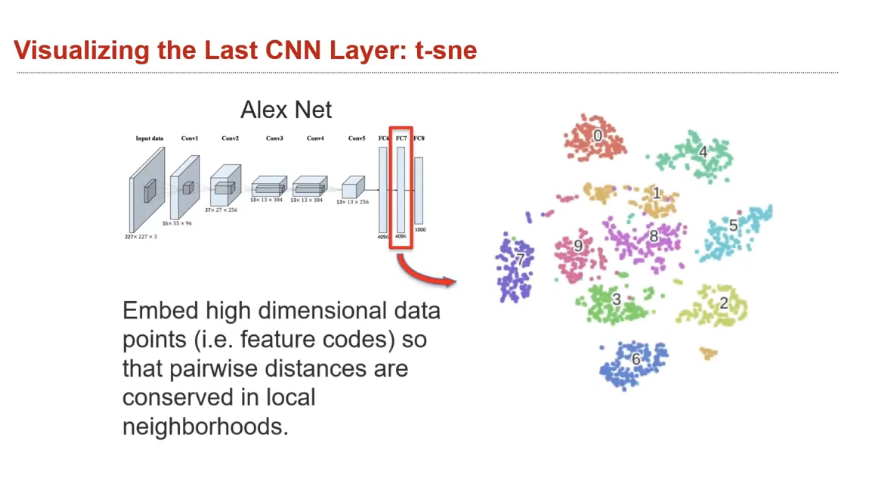 Visualizing the Last CNN Layer: t-sne
Alex Net
Input data Conv1 Conv2 Conv3 Conv4 Conv5 FC6 FC7 FC8
227× 227 × 3
55× 55 × 96
27× 27 × 256
13× 13 × 384
13× 13 × 384
13× 13 × 256
4096
4096
1000
Embed high dimensional data
points (i.e. feature codes) so
that pairwise distances are
conserved in local
neighborhoods.
0
4
1
5
8
9
7
3
2
6